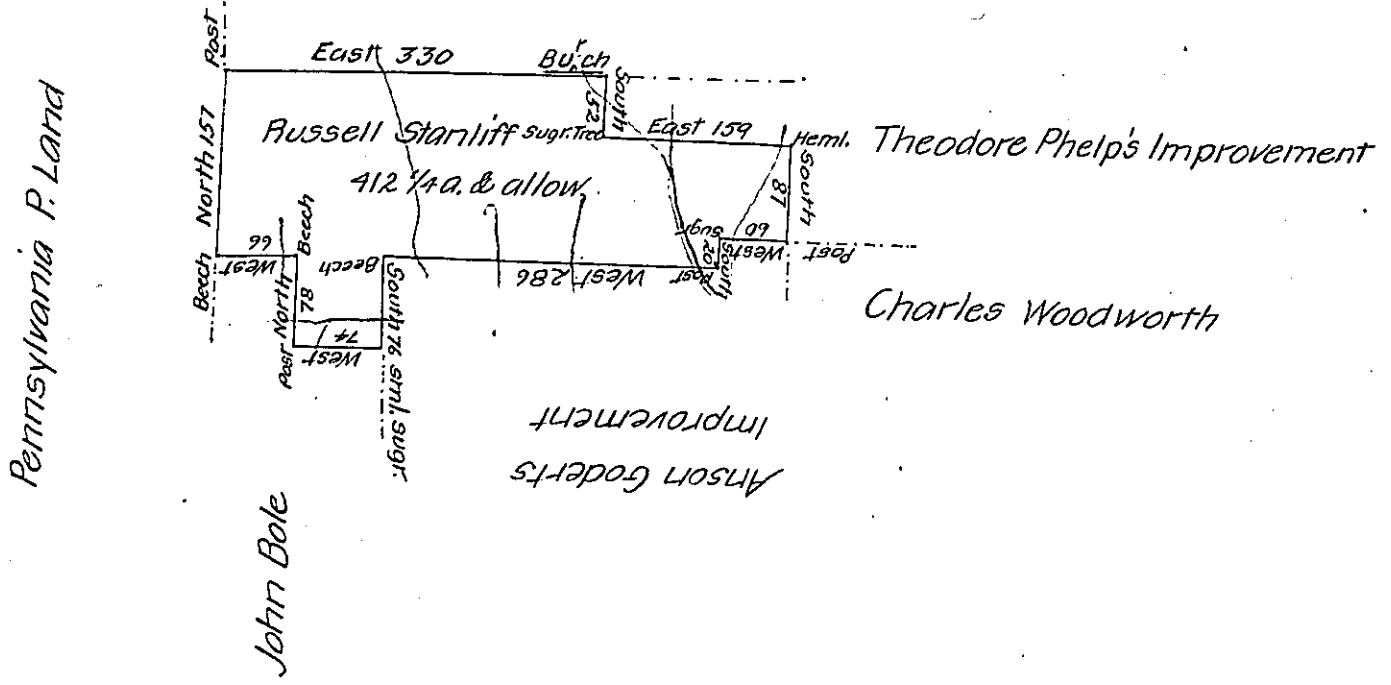 Pennsylvania P. Land
Post
East 330
Burch
South
52
North 157
Russell Stanliff
Sugr. Tree
East 159
Heml.
Theodore Phelp's Improvement
412 1/4 a. & allow.
South
87
Beech
West
66
Beech
Beech
West 286
Post
South
20
Sugr
West
60
Post
Charles Woodworth
North
78
Post
West
74
South 76
sml. sugr.
Anson Goderts
Improvement
John Bole